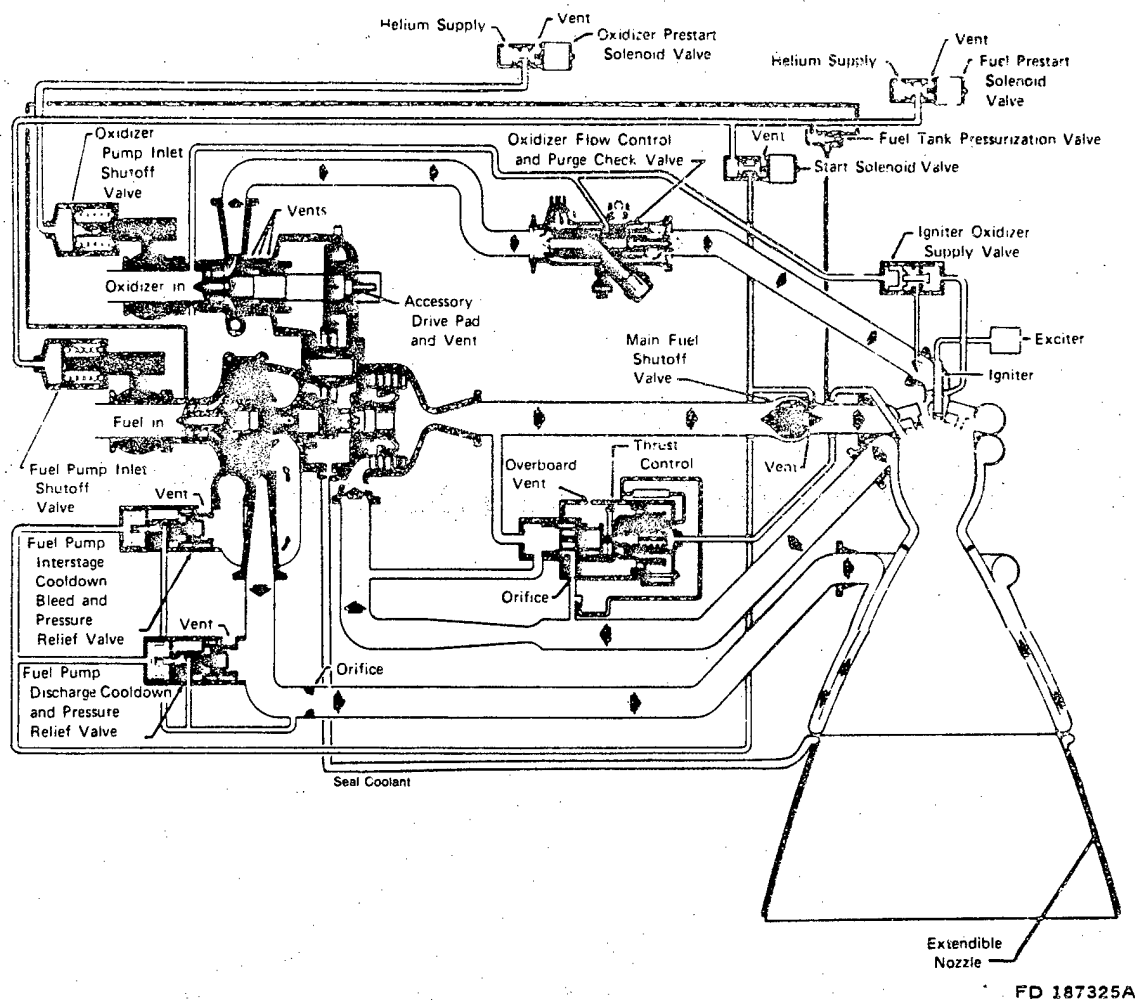 Helium Supply
Vent
Oxidizer Prestart
Solenoid Valve
Helium Supply
Vent
Fuel Prestart
Solenoid
Valve
Oxidizer
Pump Inlet
Shutoff
Valve
Oxidizer Flow Control
and Purge Check Valve
Vent
Fuel Tank Pressurization Valve
Start Solenoid Valve
Vents
Igniter Oxidizer
Supply Valve
Oxidizer in
Accessory
Drive Pad
and Vent
Main Fuel
Shutoff
Valve
Exciter
Igniter
Fuel in
Fuel Pump Inlet
Shutoff
Valve
Vent
Overboard
Vent
Thrust
Control
Vent
Fuel Pump
Interstage
Cooldown
Bleed and
Pressure
Relief Valve
Orifice
Vent
Orifice
Fuel Pump
Discharge Cooldown
and Pressure
Relief Valve
Seal Coolant
Extendible
Nozzle
FD 187325A